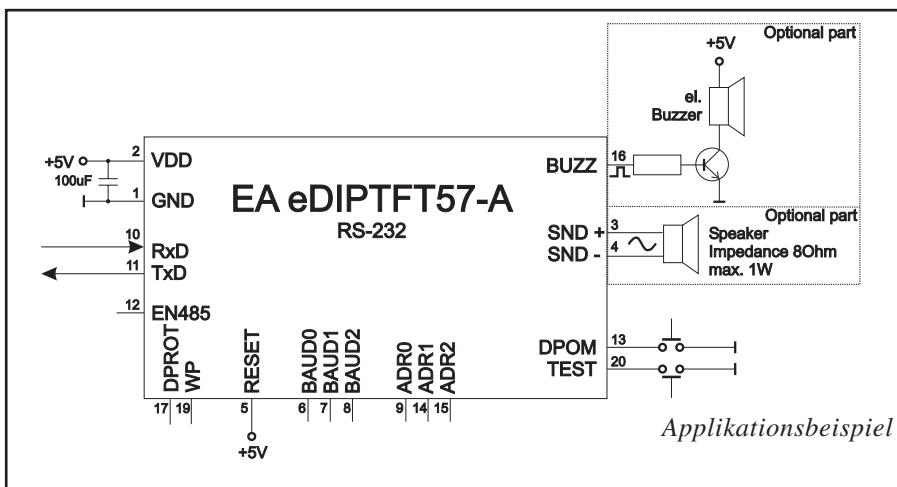 Optional part
+5V
el.
Buzzer
BUZZ 16
+5V 2 VDD
100uF
1 GND
EA eDIPTFT57-A
RS-232
Optional part
SND + 3
SND - 4
Speaker
Impedance 8Ohm
max. 1W
10 RxD
11 TxD
12 EN485
DPROT
WP
RESET
BAUD0
BAUD1
BAUD2
ADR0
ADR1
ADR2
DPOM 13
TEST 20
17 19 5 6 7 8 9 14 15
+5V
Applikationsbeispiel